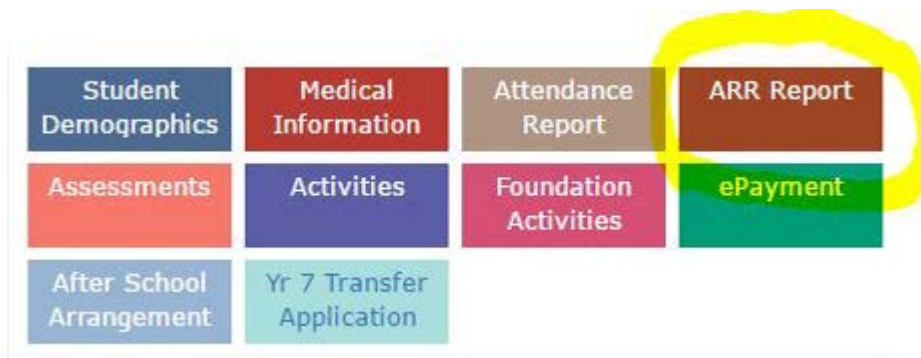 Student
Demographics
Medical
Information
Attendance
Report
ARR Report
Assessments
Activities
Foundation
Activities
ePayment
After School
Arrangement
Yr 7 Transfer
Application